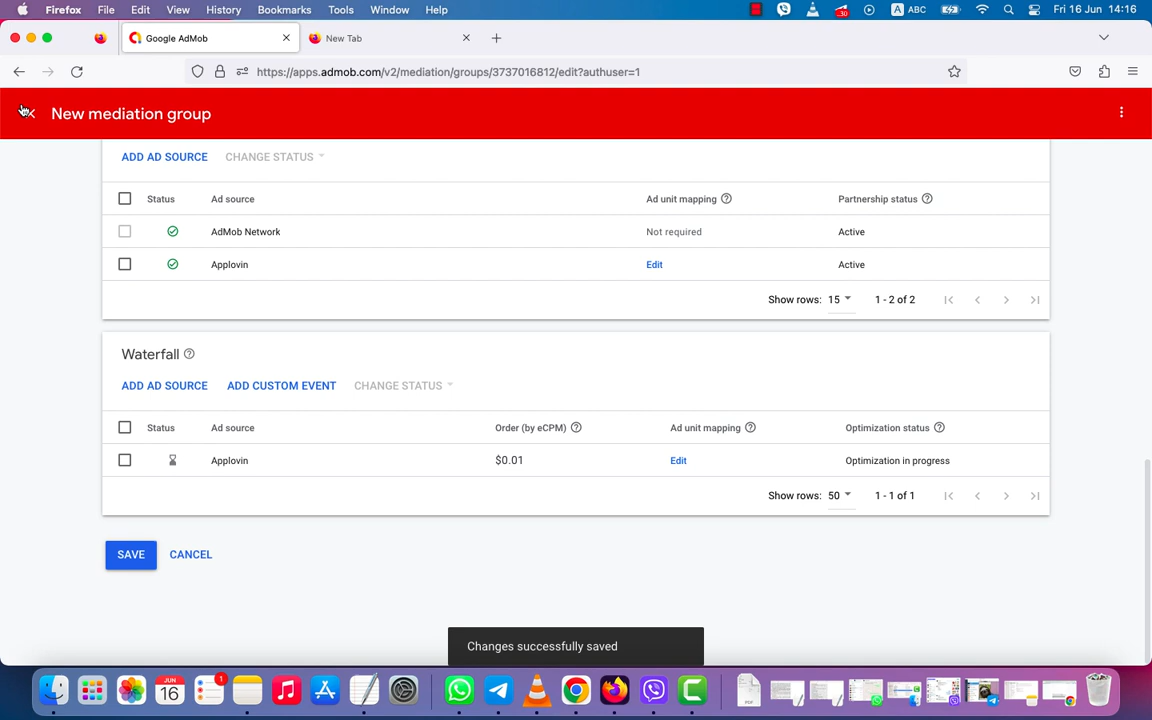 Firefox File Edit View History Bookmarks Tools Window Help 30 A ABC Fri 16 Jun 14:16
Google AdMob New Tab
https://apps.admob.com/v2/mediation/groups/3737016812/edit?authuser=1
New mediation group
ADD AD SOURCE CHANGE STATUS
Status Ad source Ad unit mapping Partnership status
AdMob Network Not required Active
Applovin Edit Active
Show rows: 15 1 - 2 of 2
Waterfall
ADD AD SOURCE ADD CUSTOM EVENT CHANGE STATUS
Status Ad source Order (by eCPM) Ad unit mapping Optimization status
Applovin $0.01 Edit Optimization in progress
Show rows: 50 1 - 1 of 1
SAVE CANCEL
Changes successfully saved
JUN
16
1
PDF